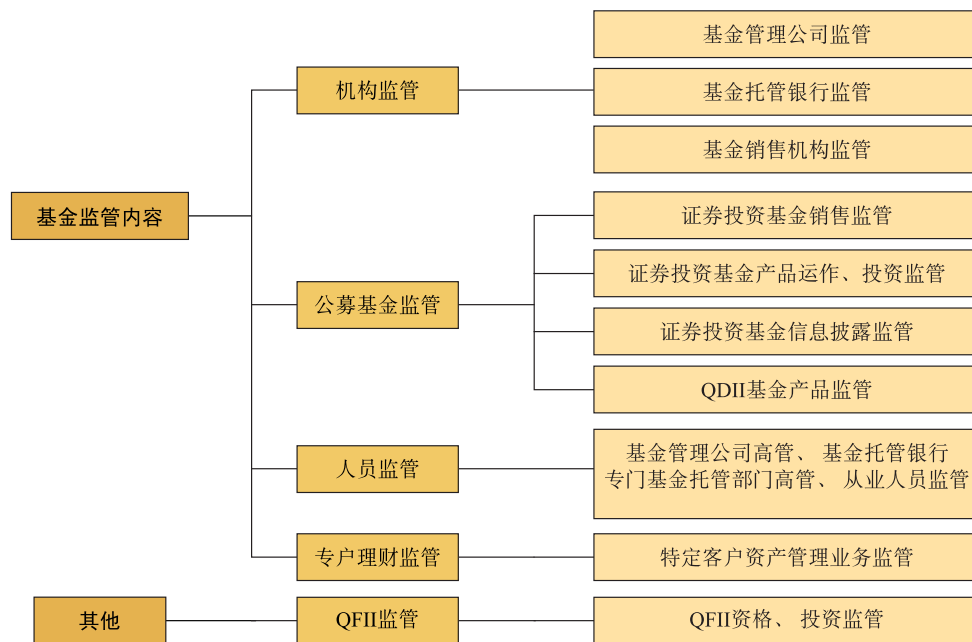 基金监管内容
机构监管
基金管理公司监管
基金托管银行监管
基金销售机构监管
公募基金监管
证券投资基金销售监管
证券投资基金产品运作、投资监管
证券投资基金信息披露监管
QDII基金产品监管
人员监管
基金管理公司高管、 基金托管银行
专门基金托管部门高管、 从业人员监管
专户理财监管
特定客户资产管理业务监管
其他
QFII监管
QFII资格、 投资监管